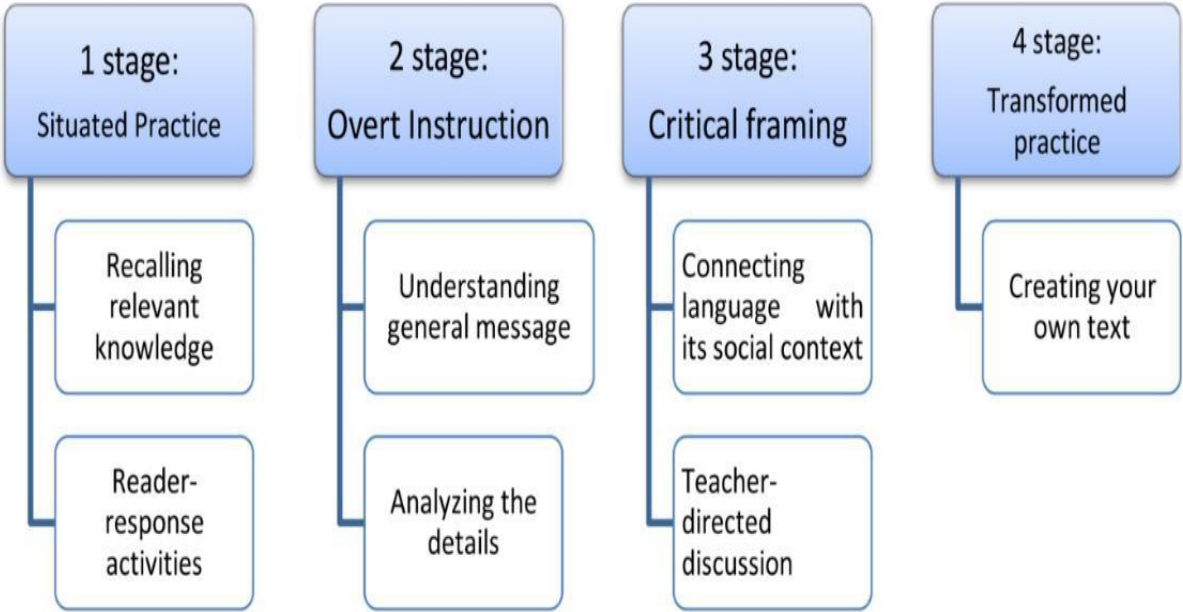 1 stage:
Situated Practice
Recalling
relevant
knowledge
Reader-
response
activities
2 stage:
Overt Instruction
Understanding
general message
Analyzing the
details
3 stage:
Critical framing
Connecting
language with
its social context
Teacher-
directed
discussion
4 stage:
Transformed
practice
Creating your
own text